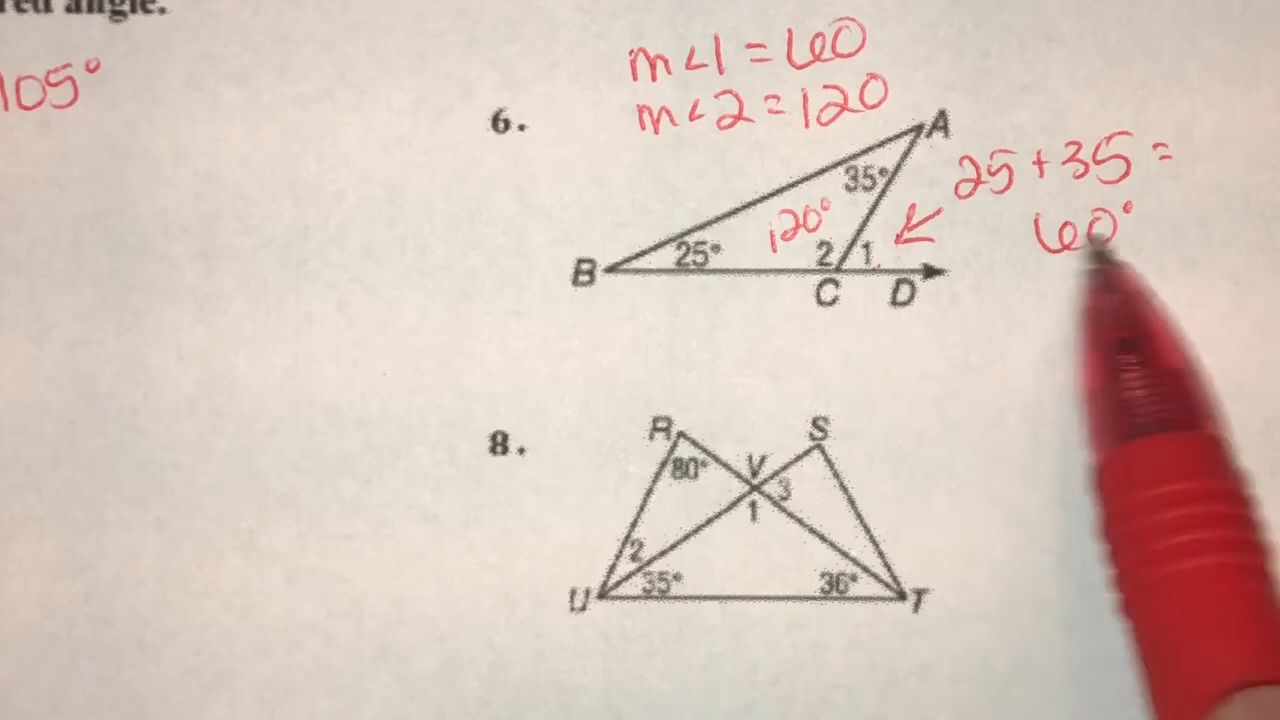 angle.
105°
m<1 = 60
m<2 = 120
6.
A
35°
25 + 35 =
60°
120°
B
25°
2
1
C
D
8.
R
S
80°
V
3
1
2
35°
36°
U
T